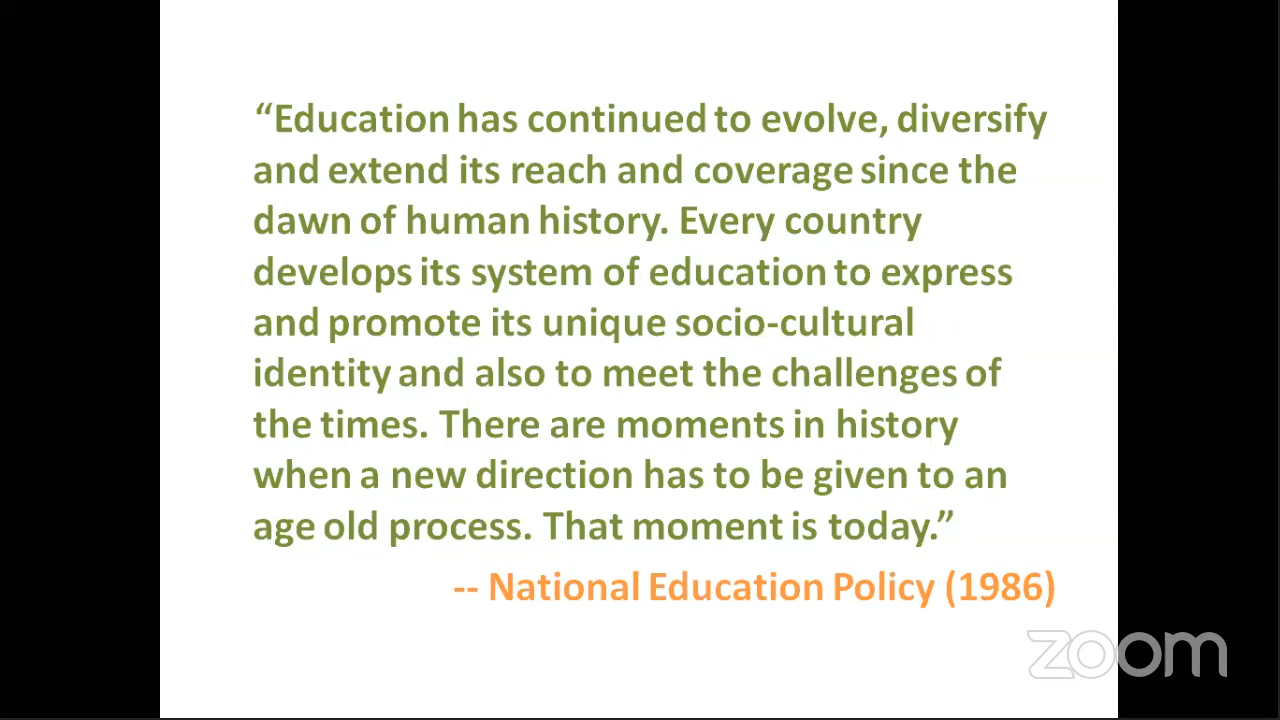 “Education has continued to evolve, diversify
and extend its reach and coverage since the
dawn of human history. Every country
develops its system of education to express
and promote its unique socio-cultural
identity and also to meet the challenges of
the times. There are moments in history
when a new direction has to be given to an
age old process. That moment is today.”
-- National Education Policy (1986)
zoom